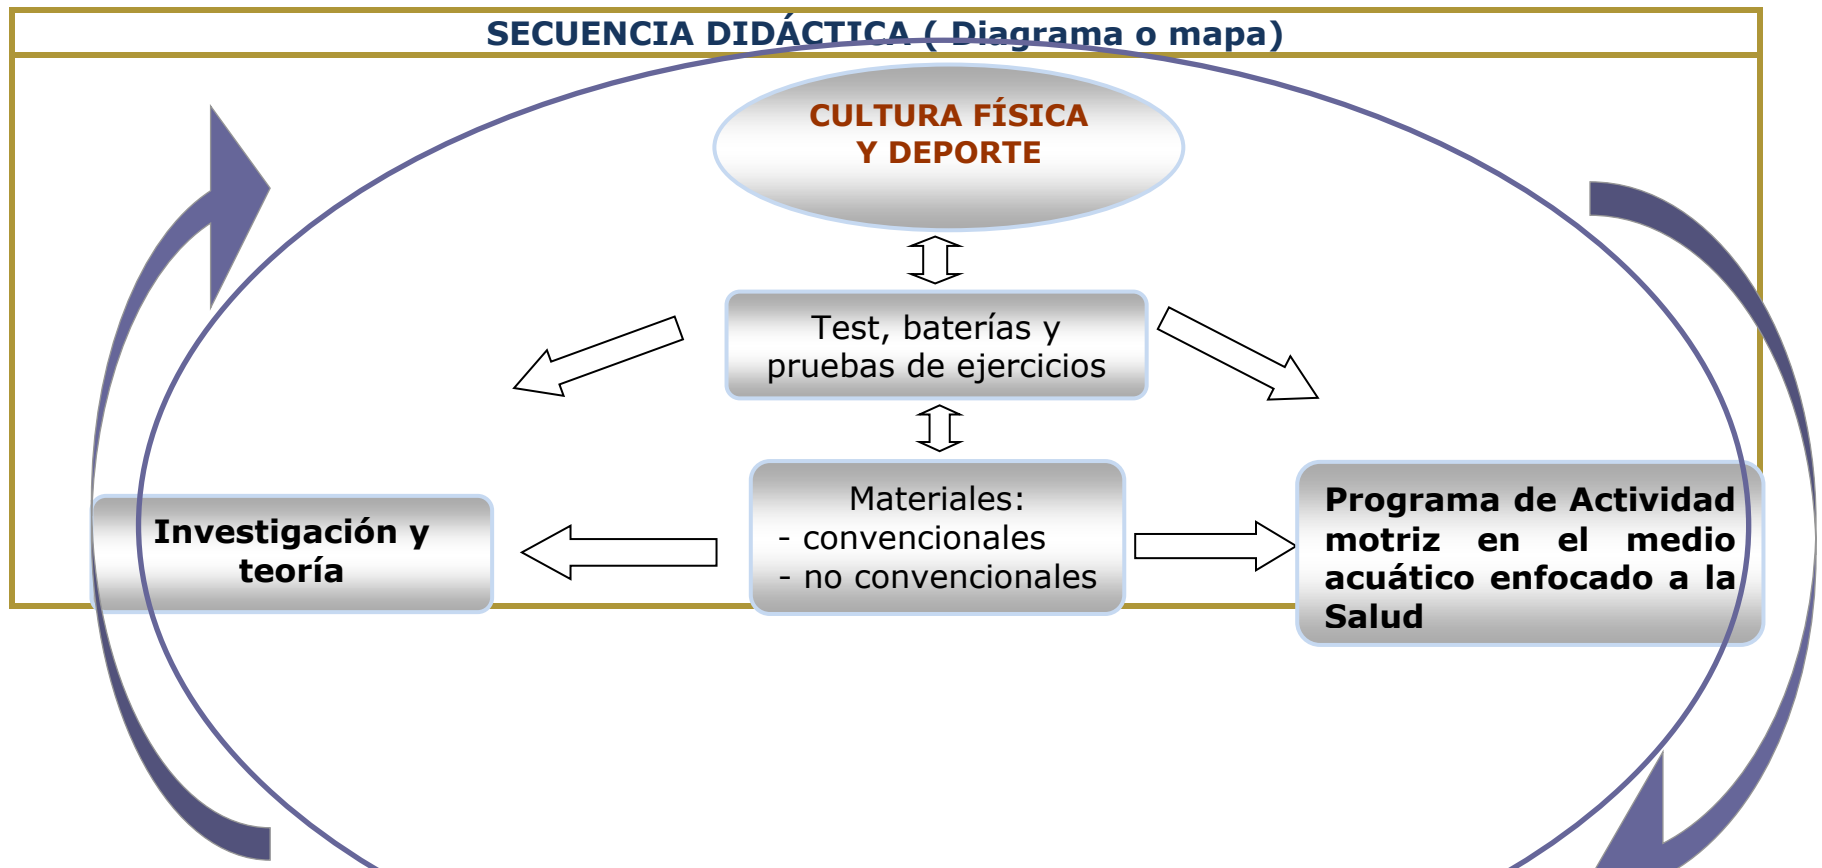 SECUENCIA DIDÁCTICA ( Diagrama o mapa)
CULTURA FÍSICA
Y DEPORTE
Test, baterías y
pruebas de ejercicios
Investigación y
teoría
Materiales:
- convencionales
- no convencionales
Programa de Actividad
motriz en el medio
acuático enfocado a la
Salud